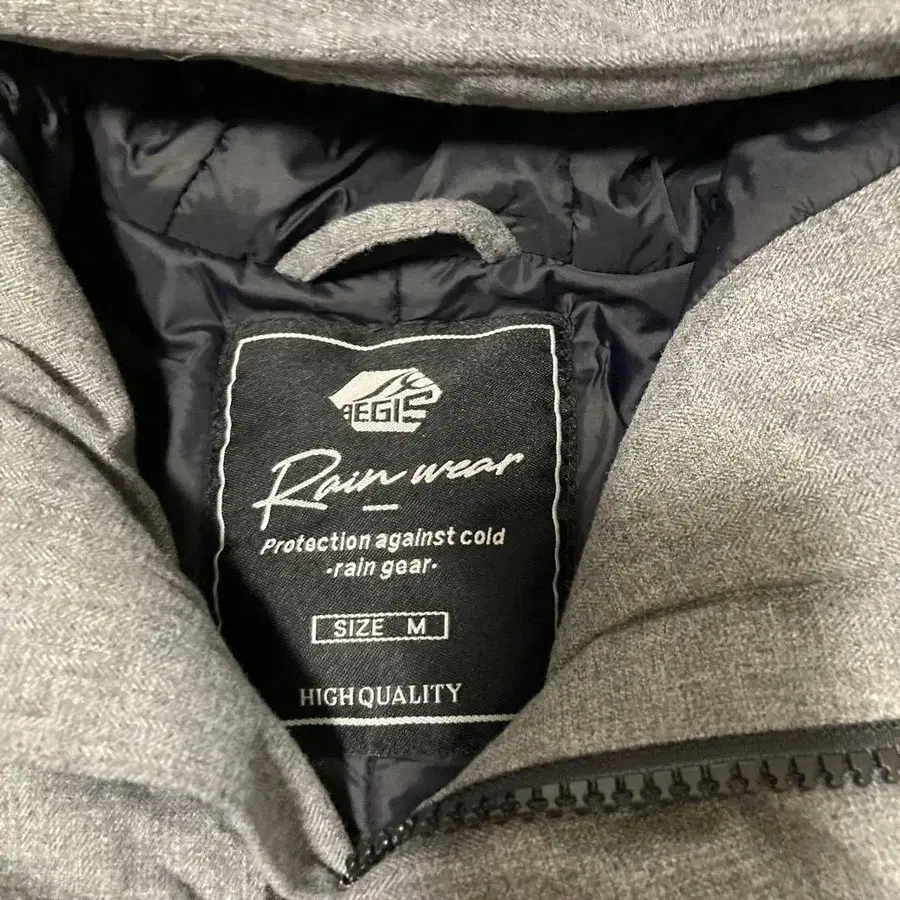 AEGIS
Rain wear
Protection against cold
-rain gear-
SIZE M
HIGH QUALITY